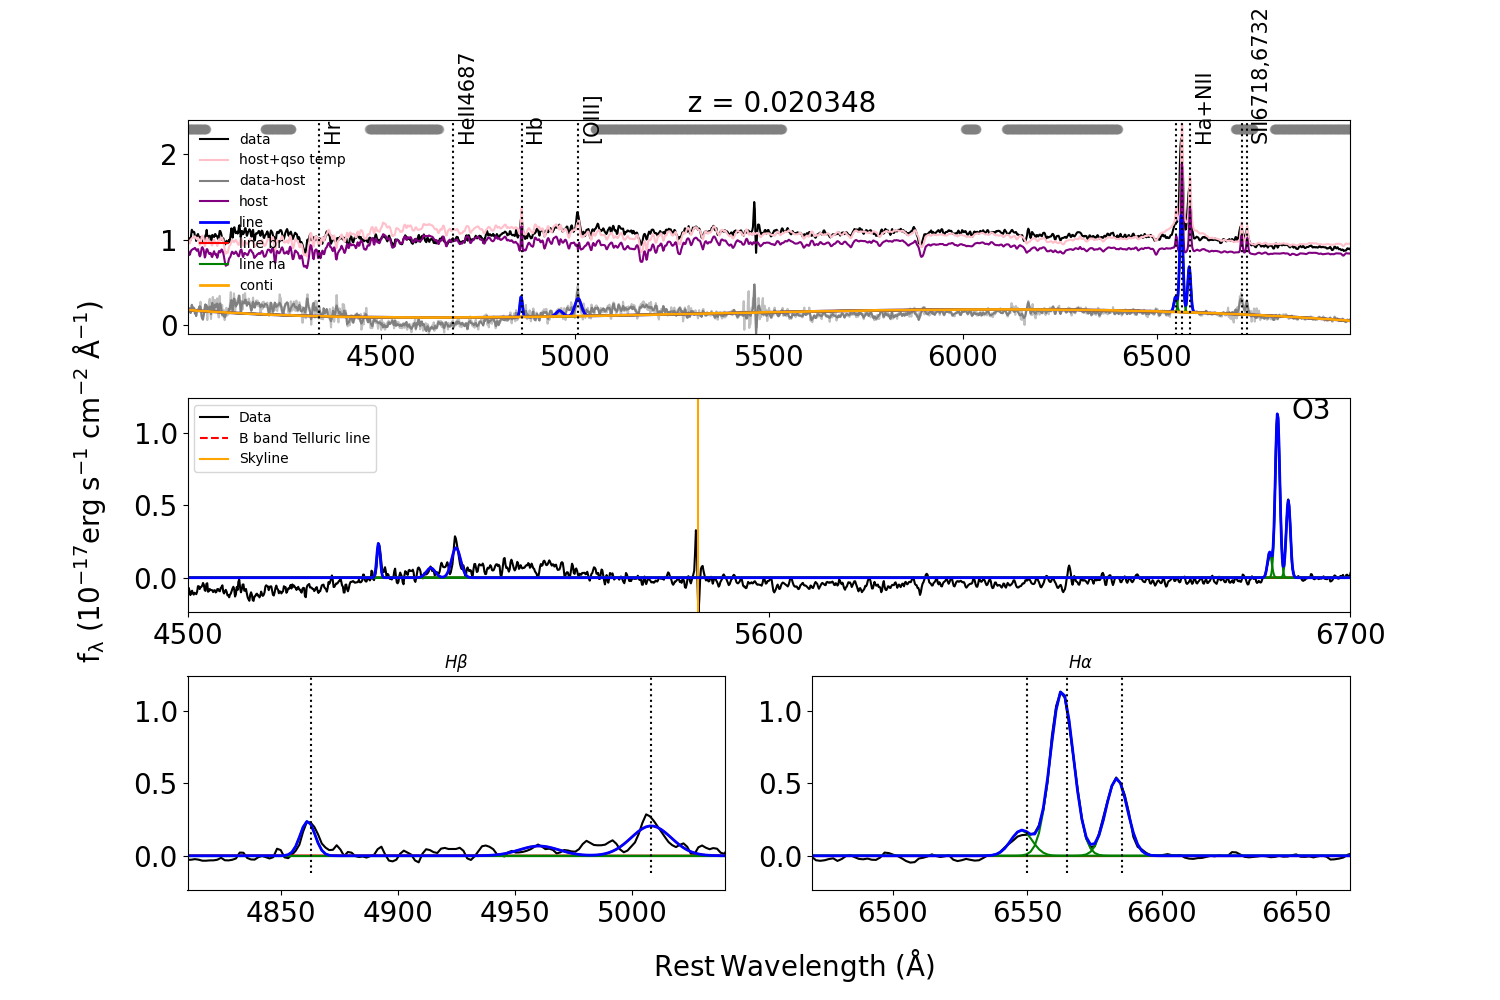 z = 0.020348
Hr
HeII4687
Hb
[OIII]
Ha+NII
SII6718,6732
data
host+qso temp
data-host
host
line
line br
line na
conti
2
1
0
4500 5000 5500 6000 6500
fλ (10⁻¹⁷erg s⁻¹ cm⁻² Å⁻¹)
Data
B band Telluric line
Skyline
O3
1.0
0.5
0.0
4500 5600 6700
Hβ
1.0
0.5
0.0
4850 4900 4950 5000
Hα
1.0
0.5
0.0
6500 6550 6600 6650
Rest Wavelength (Å)